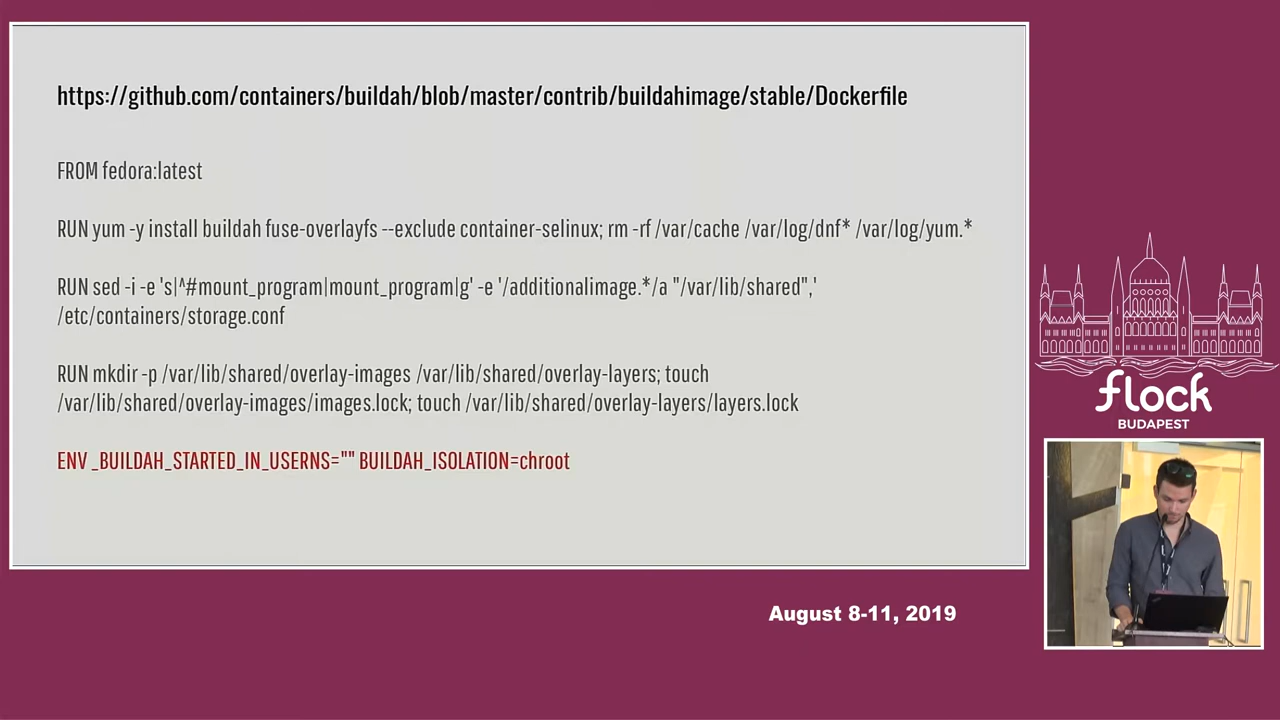 https://github.com/containers/buildah/blob/master/contrib/buildahimage/stable/Dockerfile
FROM fedora:latest
RUN yum -y install buildah fuse-overlayfs --exclude container-selinux; rm -rf /var/cache /var/log/dnf* /var/log/yum.*
RUN sed -i -e 's|^#mount_program|mount_program|g' -e '/additionalimage.*/a "/var/lib/shared",'
/etc/containers/storage.conf
RUN mkdir -p /var/lib/shared/overlay-images /var/lib/shared/overlay-layers; touch
/var/lib/shared/overlay-images/images.lock; touch /var/lib/shared/overlay-layers/layers.lock
ENV _BUILDAH_STARTED_IN_USERNS="" BUILDAH_ISOLATION=chroot
flock
BUDAPEST
August 8-11, 2019